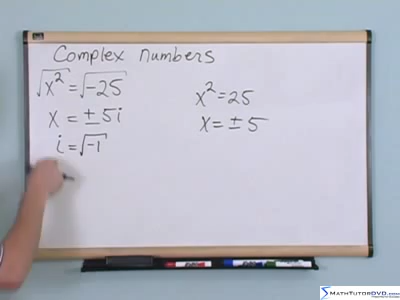 Complex numbers
√x² = √-25
x = ± 5i
i = √-1
x² = 25
x = ± 5
MATHTUTORDVD.COM